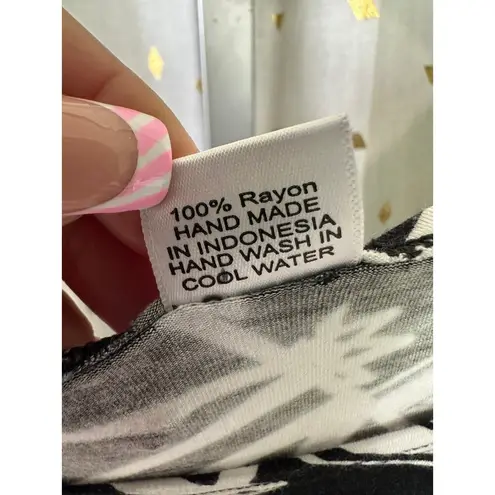 100% Rayon
HAND MADE
IN INDONESIA
HAND WASH IN
COOL WATER